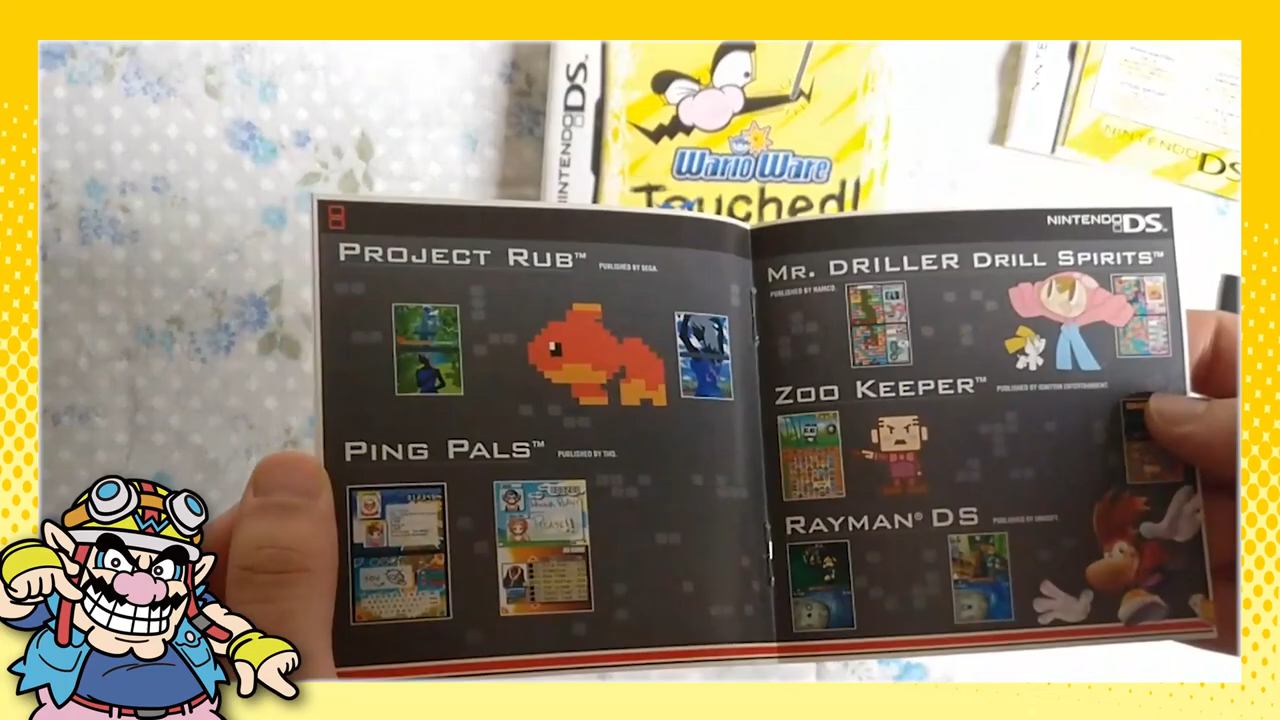 NINTENDO DS
WarioWare
Touched!
NINTENDO DS
PROJECT RUB™ PUBLISHED BY SEGA.
PING PALS™ PUBLISHED BY THQ.
NINTENDO DS™
MR. DRILLER DRILL SPIRITS™
PUBLISHED BY NAMCO.
ZOO KEEPER™ PUBLISHED BY IGNITION ENTERTAINMENT.
RAYMAN® DS PUBLISHED BY UBISOFT.